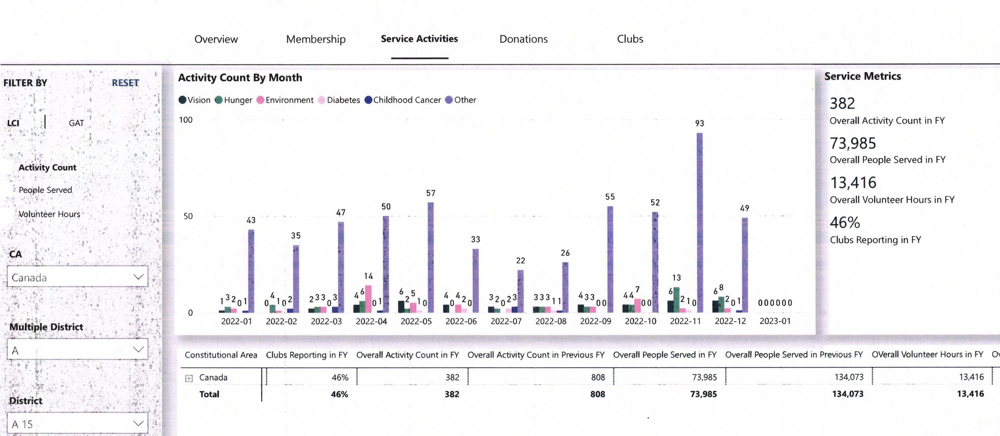 Overview Membership Service Activities Donations Clubs
FILTER BY RESET
LCI | GAT
Activity Count
People Served
Volunteer Hours
CA
Canada
Multiple District
A
District
A 15
Activity Count By Month
Vision Hunger Environment Diabetes Childhood Cancer Other
100
50
0
1 3 2 0 1 43
0 4 1 0 2 35
2 3 3 0 3 47
4 6 14 0 1 50
6 2 5 1 0 57
4 0 4 2 0 33
3 2 0 2 3 22
3 3 3 1 1 26
4 3 3 0 0 55
4 4 7 0 0 52
6 13 2 1 0 93
6 8 2 0 1 49
0 0 0 0 0 0
2022-01 2022-02 2022-03 2022-04 2022-05 2022-06 2022-07 2022-08 2022-09 2022-10 2022-11 2022-12 2023-01
Service Metrics
382
Overall Activity Count in FY
73,985
Overall People Served in FY
13,416
Overall Volunteer Hours in FY
46%
Clubs Reporting in FY
Constitutional Area Clubs Reporting in FY Overall Activity Count in FY Overall Activity Count in Previous FY Overall People Served in FY Overall People Served in Previous FY OVerall Volunteer Hours in FY
Canada 46% 382 808 73,985 134,073 13,416
Total 46% 382 808 73,985 134,073 13,416